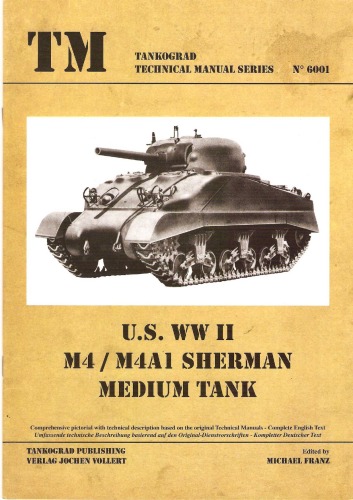 TM
TANKOGRAD
TECHNICAL MANUAL SERIES N° 6001
U.S. WW II
M4 / M4A1 SHERMAN
MEDIUM TANK
Comprehensive pictorial with technical description based on the original Technical Manuals - Complete English Text
Umfassende technische Beschreibung basierend auf den Original-Dienstvorschriften - Kompletter Deutscher Text
TANKOGRAD PUBLISHING
VERLAG JOCHEN VOLLERT
Edited by
MICHAEL FRANZ